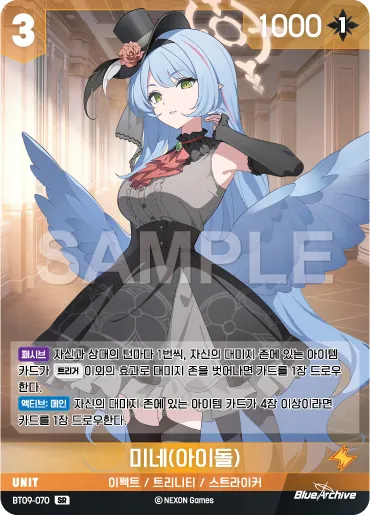 3
1000 1
SAMPLE
패시브 자신과 상대의 턴마다 1번씩, 자신의 대미지 존에 있는 아이템
카드가 트리거 이외의 효과로 대미지 존을 벗어나면 카드를 1장 드로우
한다.
액티브: 메인 자신의 대미지 존에 있는 아이템 카드가 4장 이상이라면
카드를 1장 드로우한다.
미네(아이돌)
UNIT 이펙트 / 트리니티 / 스트라이커
BT09-070 SR ⓒ NEXON Games BlueArchive